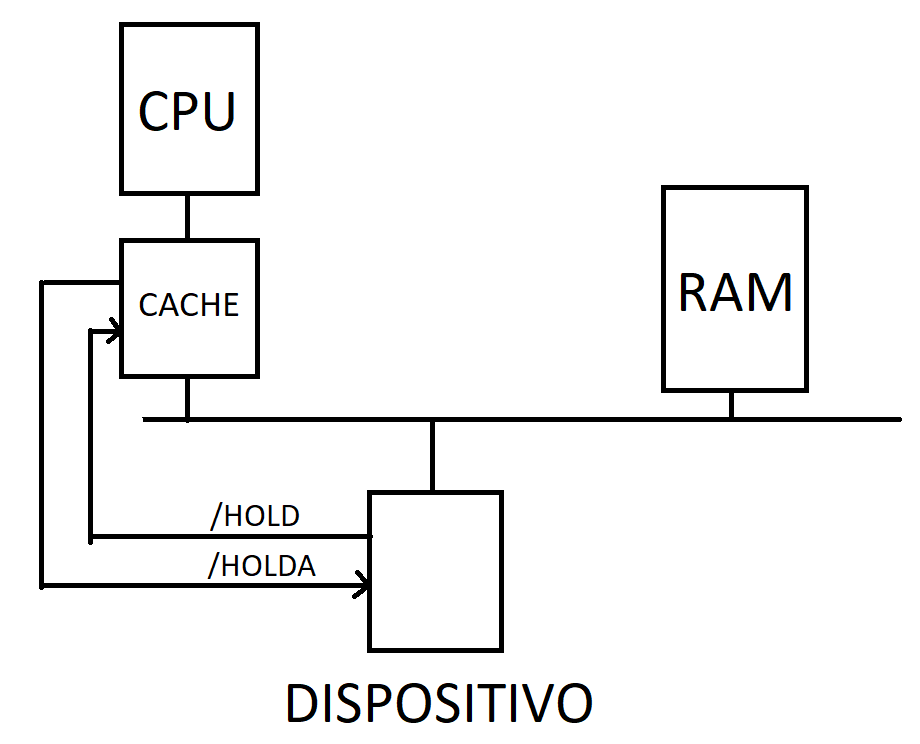 CPU
CACHE
RAM
/HOLD
/HOLDA
DISPOSITIVO